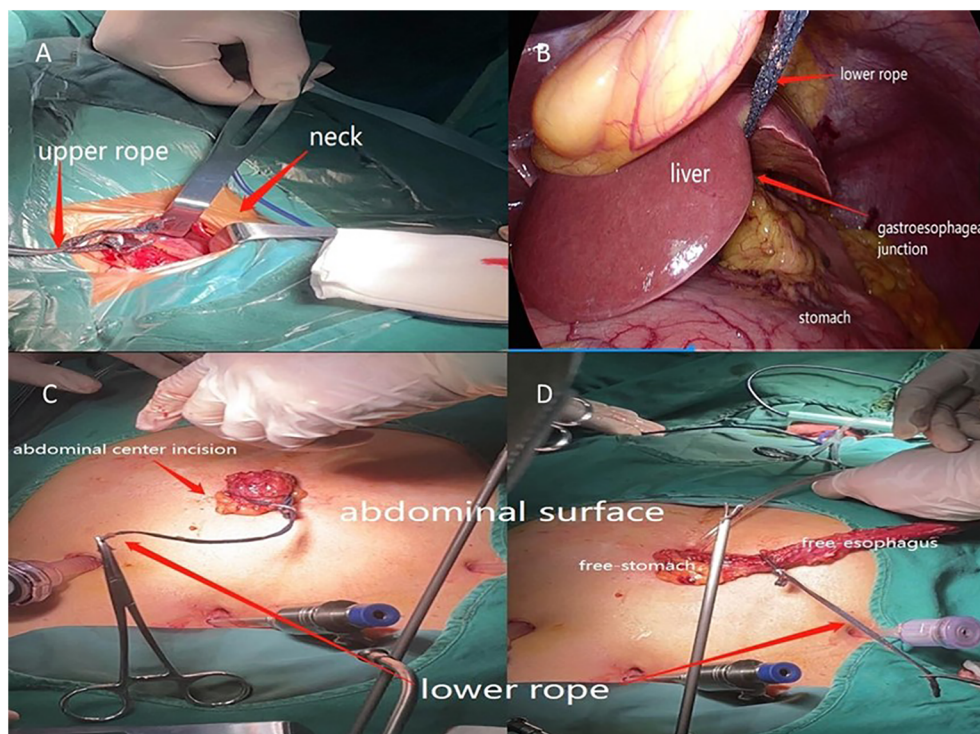 A
upper rope
neck
B
lower rope
liver
gastroesophagea
junction
stomach
C
abdominal center incision
abdominal surface
lower rope
D
free-esophagus
free-stomach